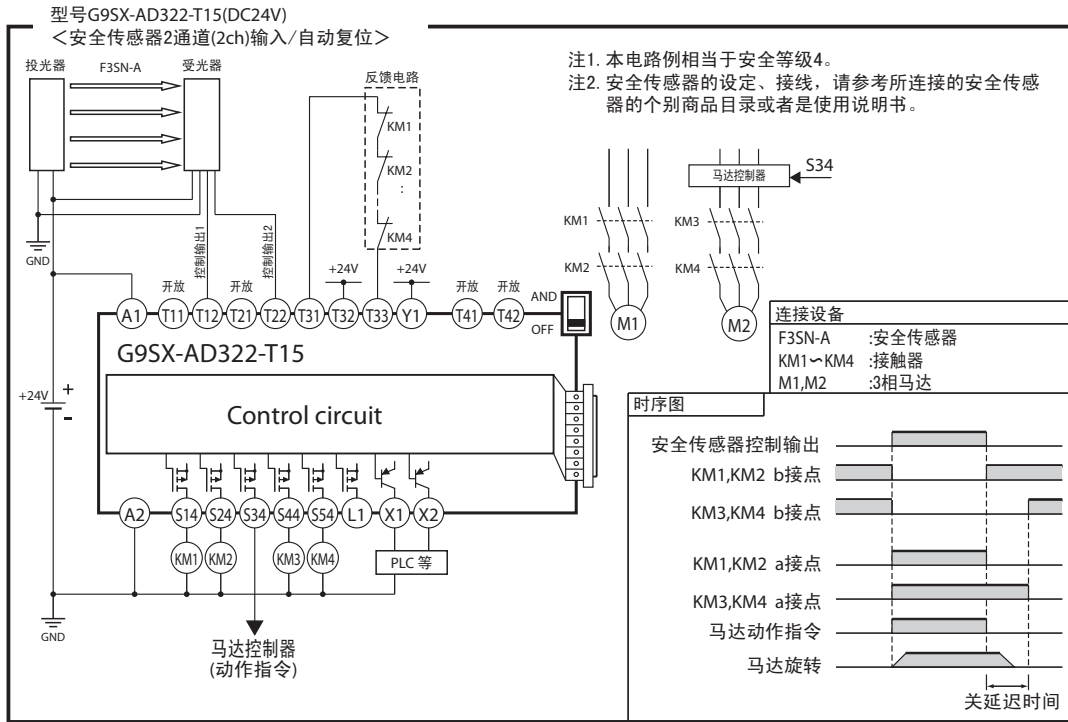 型号G9SX-AD322-T15(DC24V)
＜安全传感器2通道(2ch)输入/自动复位＞
投光器
F3SN-A
受光器
反馈电路
KM1
KM2
:
KM4
注1. 本电路例相当于安全等级4。
注2. 安全传感器的设定、接线，请参考所连接的安全传感
器的个别商品目录或者是使用说明书。
马达控制器
S34
KM1
KM2
KM3
KM4
M1
M2
GND
控制输出1
控制输出2
开放
开放
+24V
+24V
开放
开放
A1
T11
T12
T21
T22
T31
T32
T33
Y1
T41
T42
AND
OFF
G9SX-AD322-T15
Control circuit
+24V
+
-
A2
S14
S24
S34
S44
S54
L1
X1
X2
KM1
KM2
KM3
KM4
PLC 等
GND
马达控制器
(动作指令)
连接设备
F3SN-A :安全传感器
KM1～KM4 :接触器
M1,M2 :3相马达
时序图
安全传感器控制输出
KM1,KM2 b接点
KM3,KM4 b接点
KM1,KM2 a接点
KM3,KM4 a接点
马达动作指令
马达旋转
关延迟时间